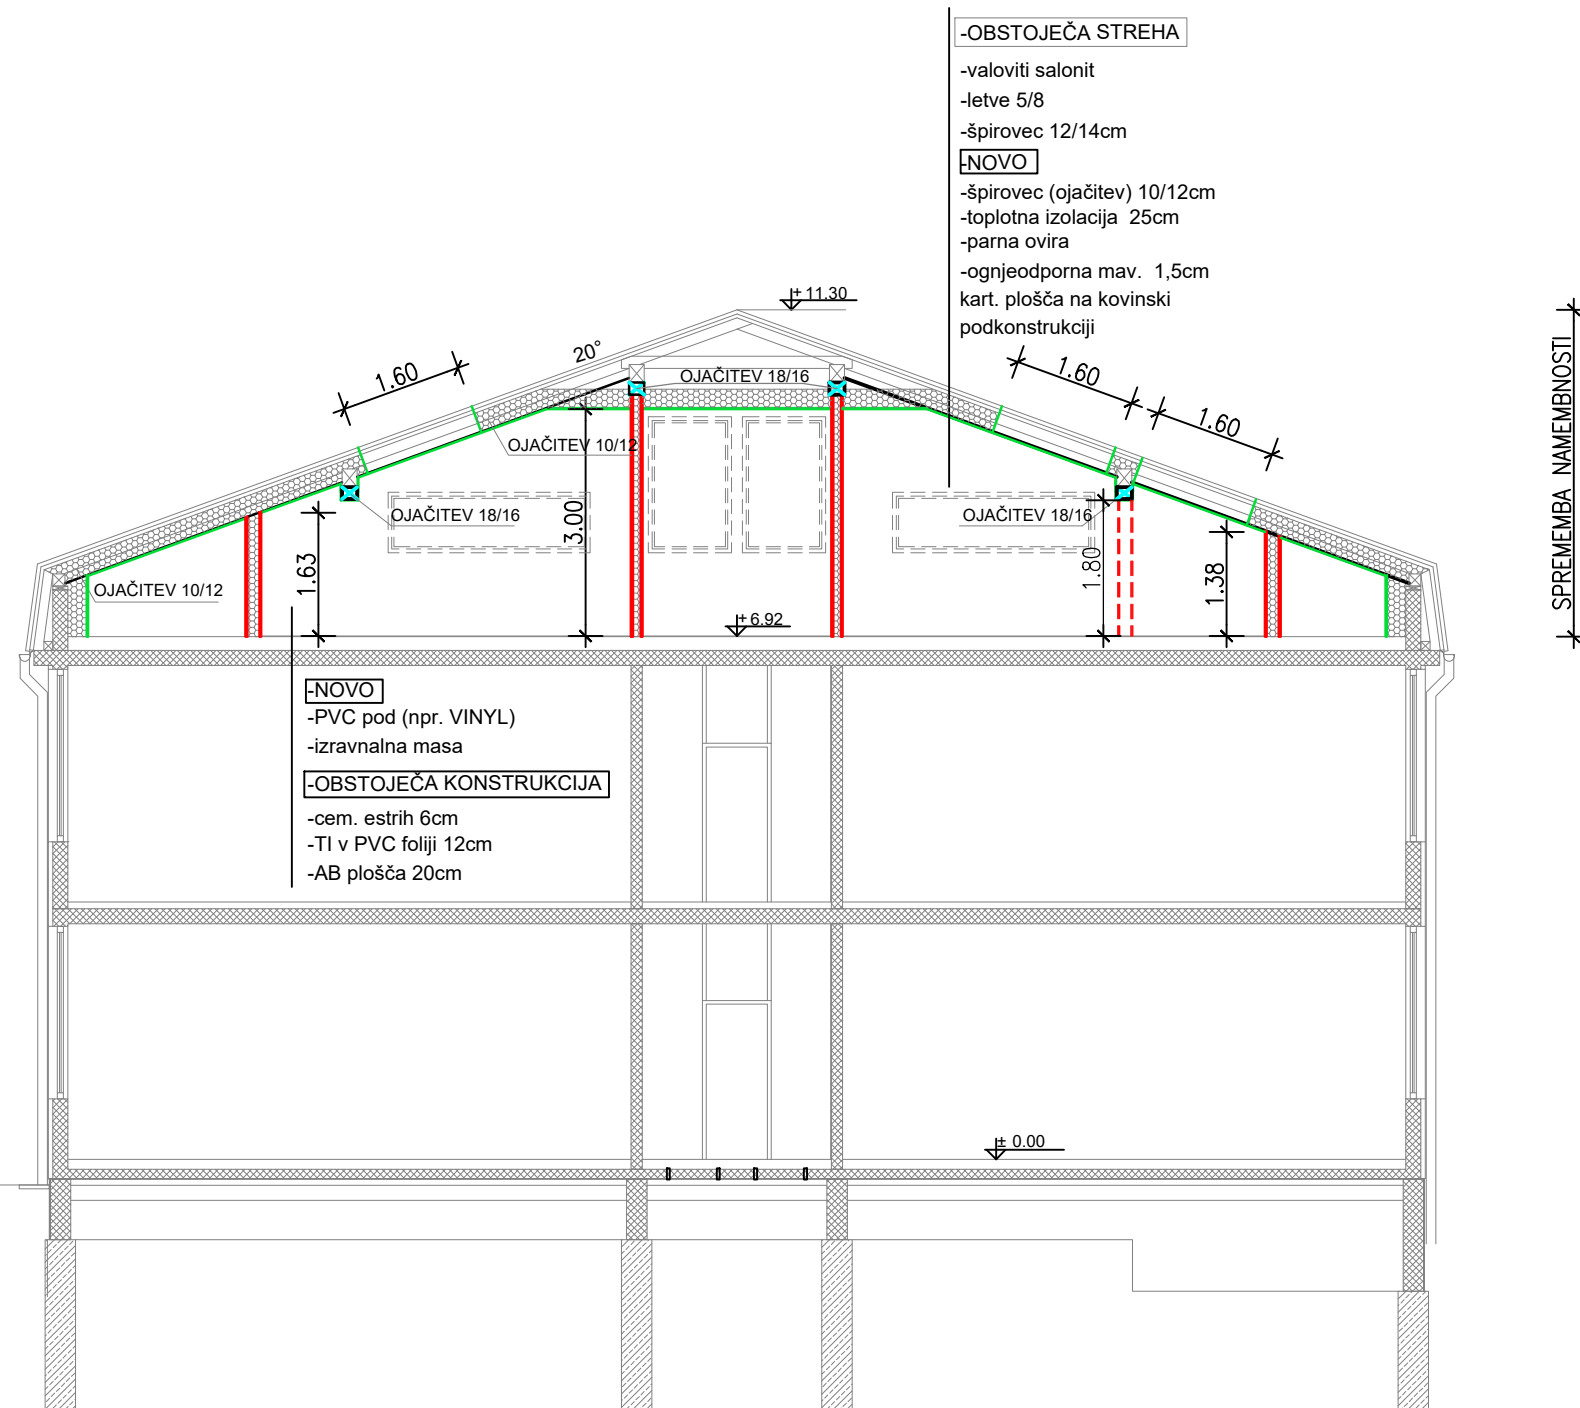 -OBSTOJEČA STREHA
-valoviti salonit
-letve 5/8
-špirovec 12/14cm
-NOVO
-špirovec (ojačitev) 10/12cm
-toplotna izolacija 25cm
-parna ovira
-ognjeodporna mav. 1,5cm
kart. plošča na kovinski
podkonstrukciji
+ 11.30
20°
1.60
1.60
1.60
OJAČITEV 18/16
OJAČITEV 10/12
OJAČITEV 18/16
OJAČITEV 18/16
3.00
1.63
1.80
1.38
OJAČITEV 10/12
+ 6.92
SPREMEMBA NAMEMBNOSTI
-NOVO
-PVC pod (npr. VINYL)
-izravnalna masa
-OBSTOJEČA KONSTRUKCIJA
-cem. estrih 6cm
-TI v PVC foliji 12cm
-AB plošča 20cm
± 0.00